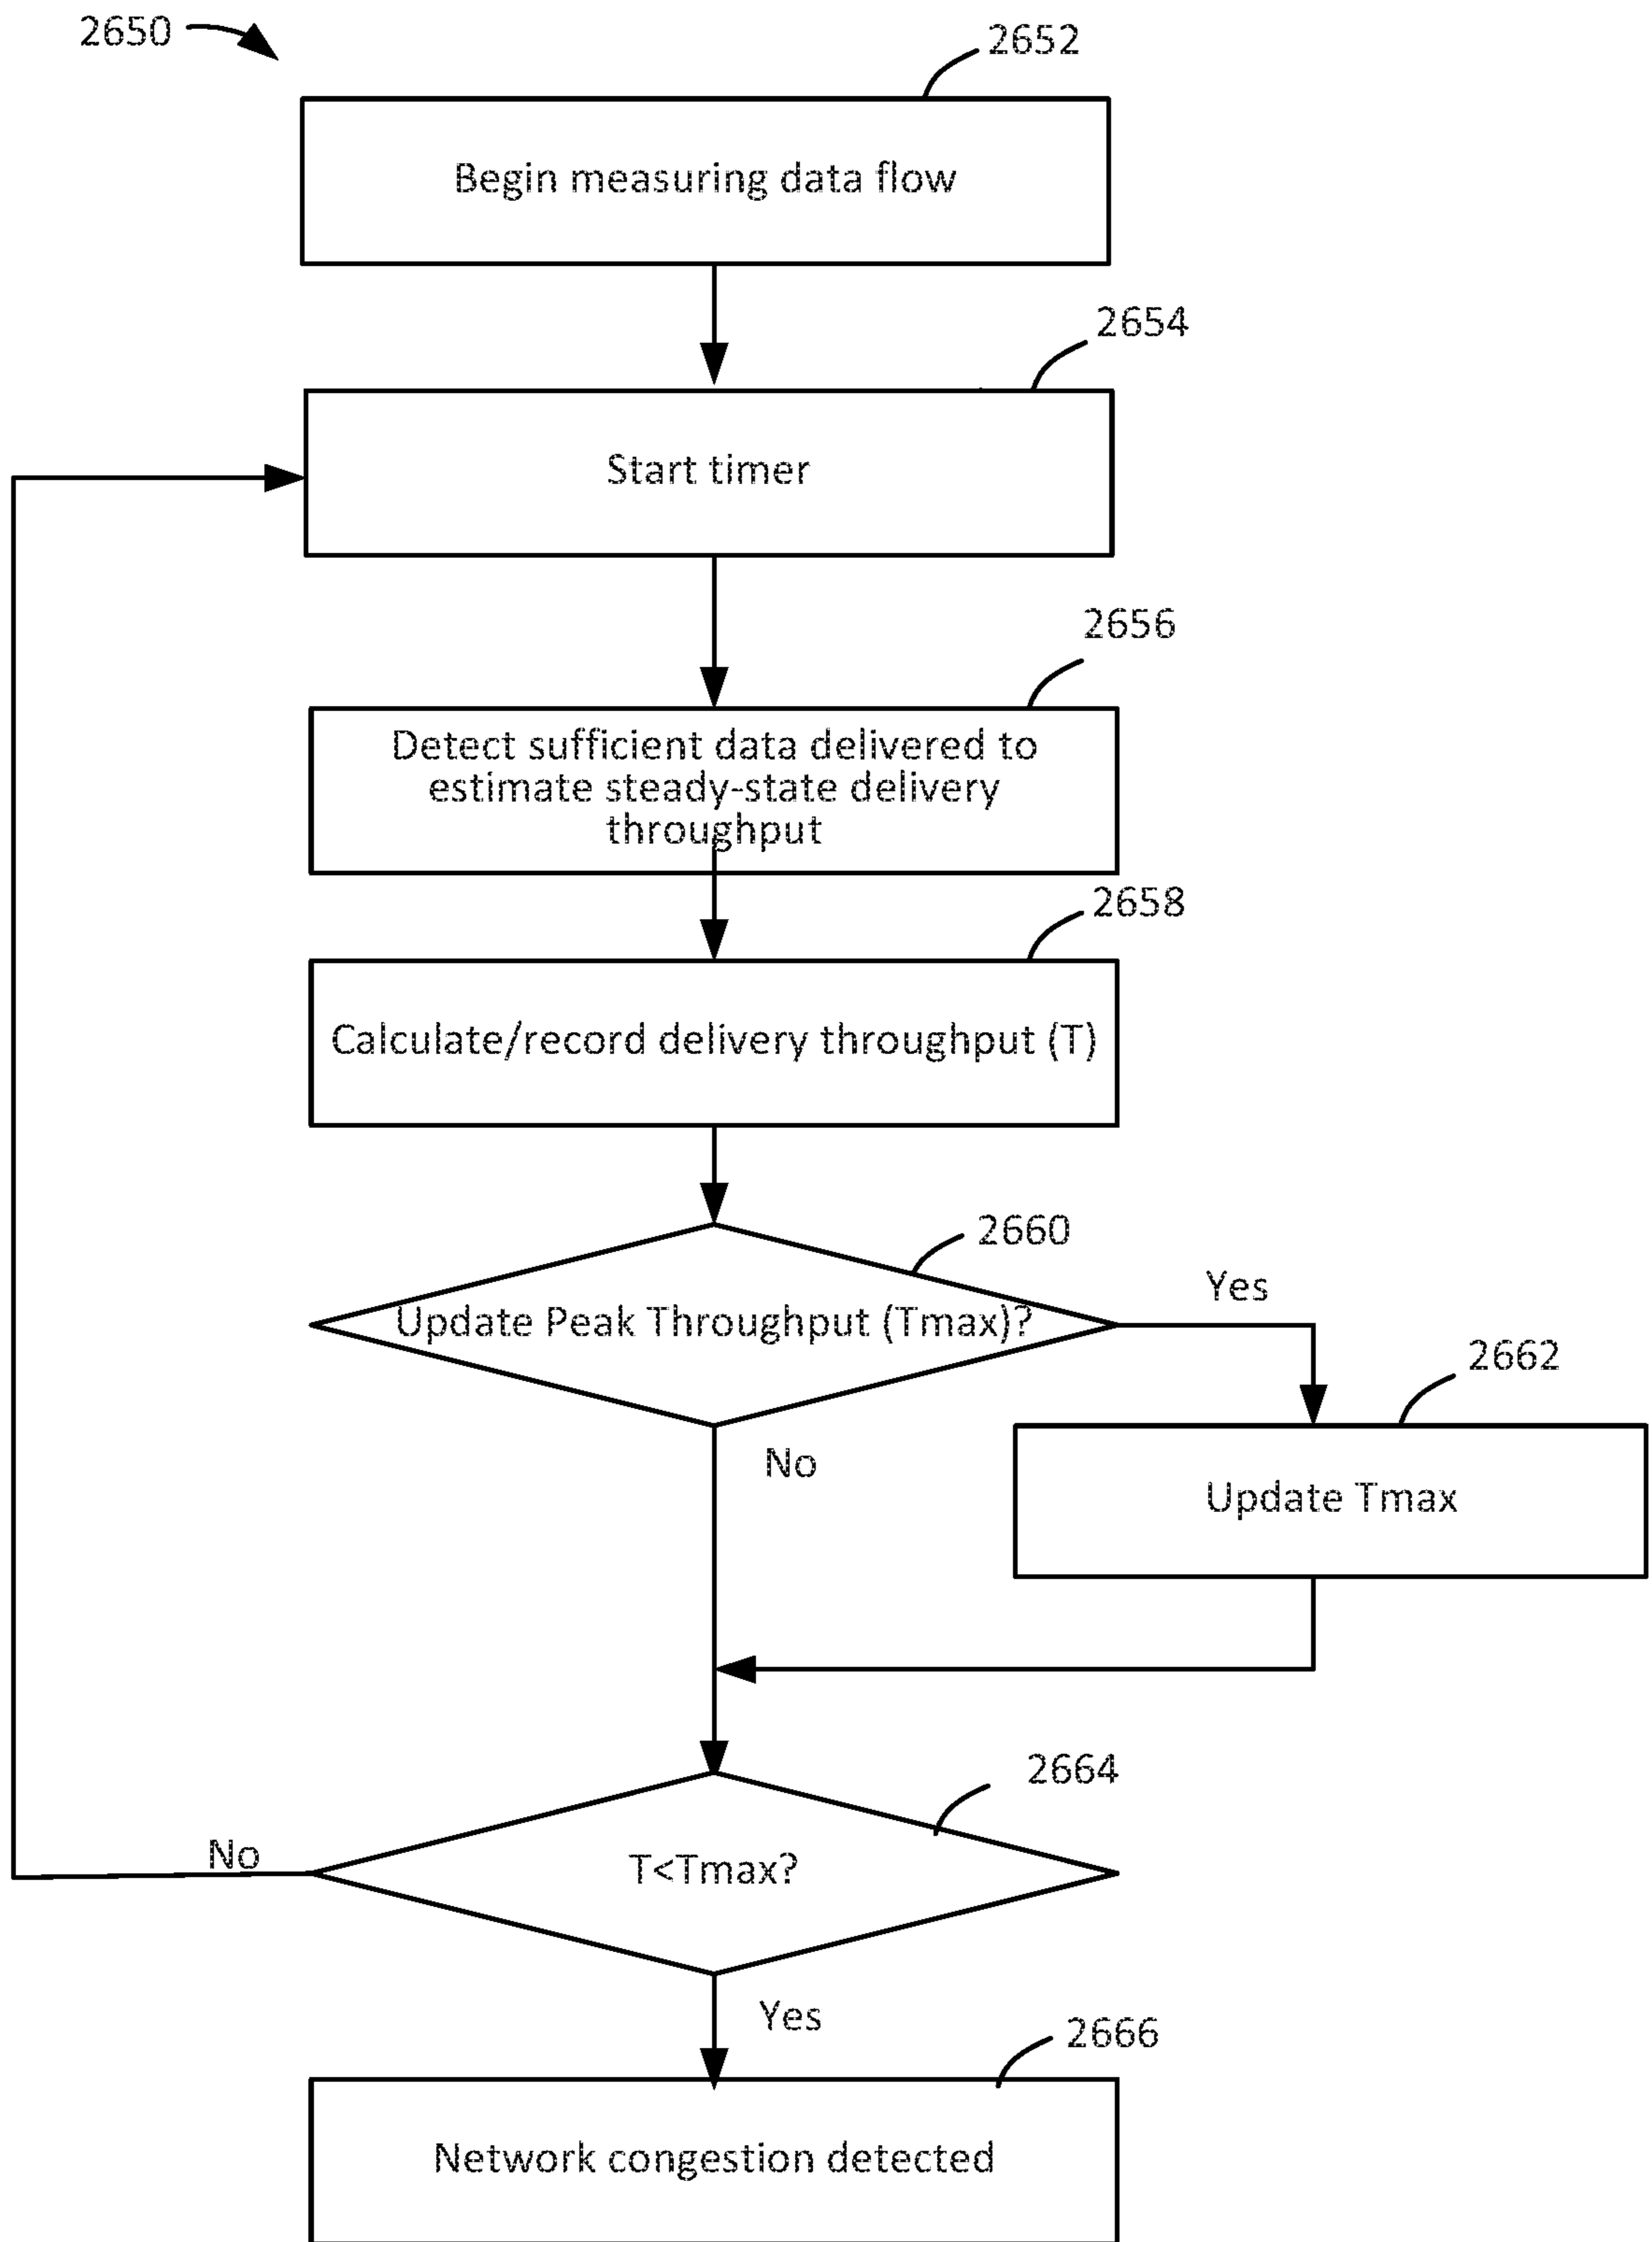 2650
2652
Begin measuring data flow
2654
Start timer
2656
Detect sufficient data delivered to
estimate steady-state delivery
throughput
2658
Calculate/record delivery throughput (T)
2660
Update Peak Throughput (Tmax)?
Yes
2662
No
Update Tmax
2664
No
T<Tmax?
Yes
2666
Network congestion detected